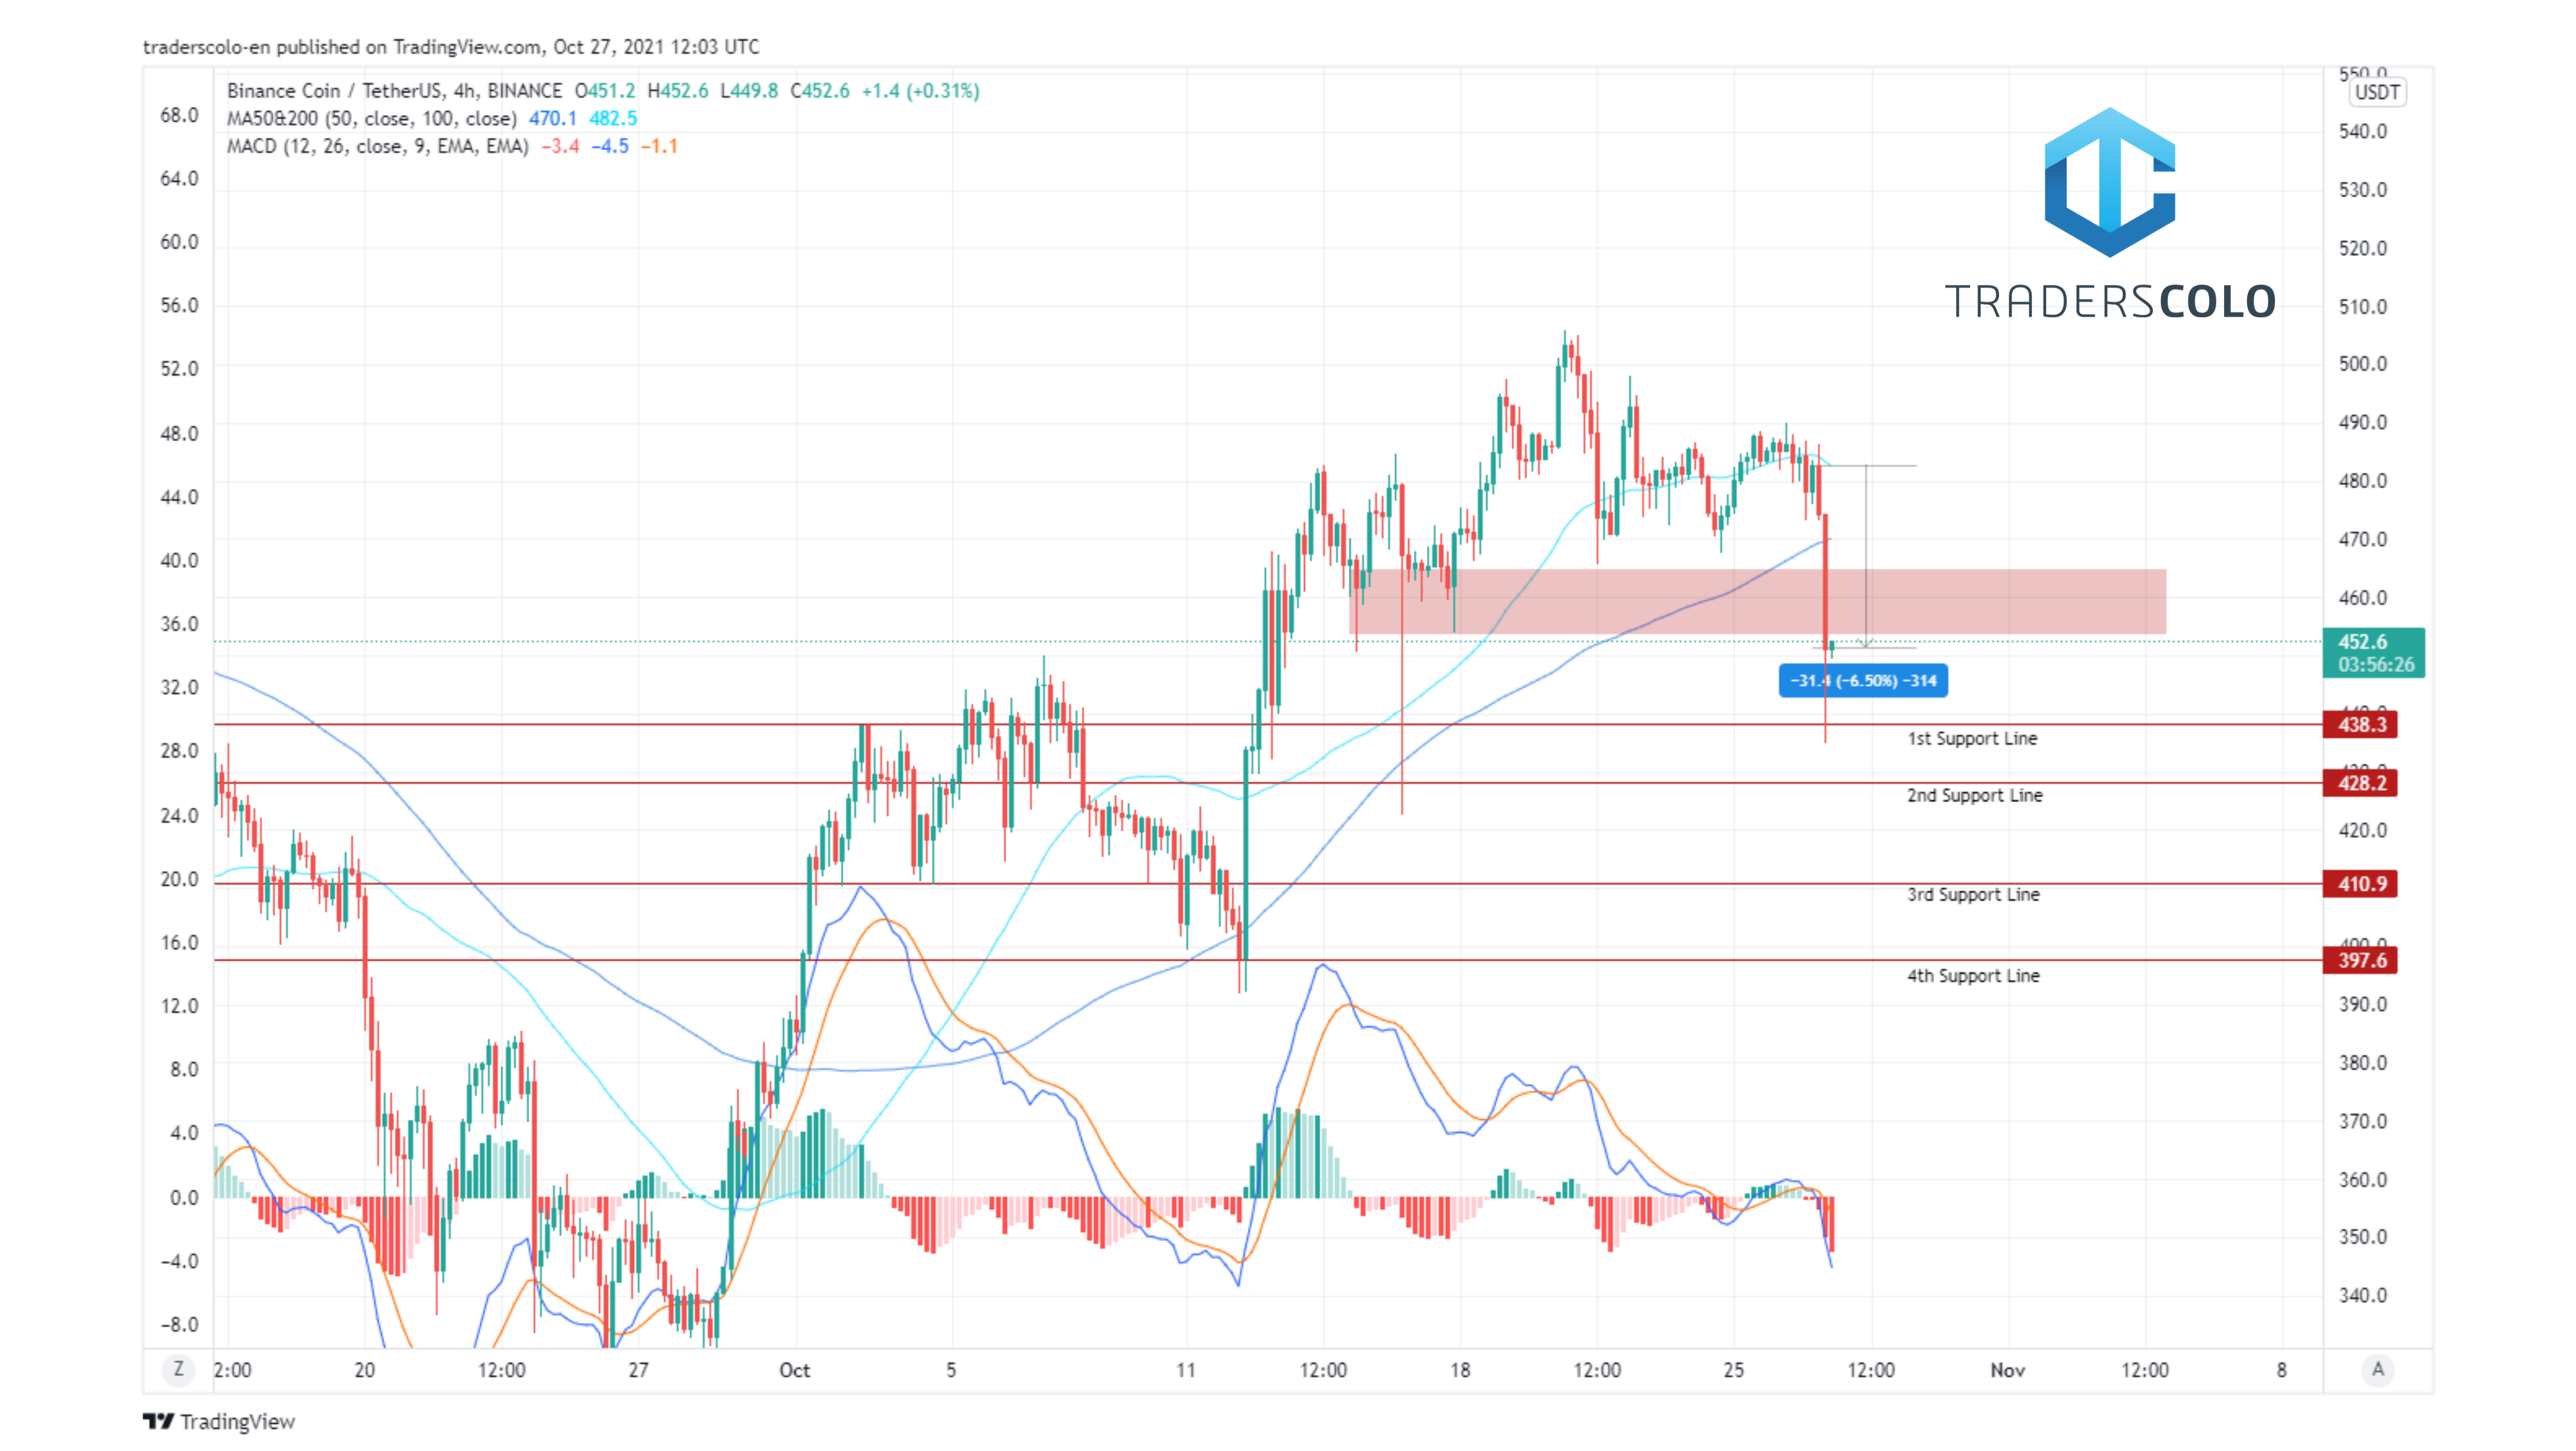 traderscolo-en published on TradingView.com, Oct 27, 2021 12:03 UTC
Binance Coin / TetherUS, 4h, BINANCE O451.2 H452.6 L449.8 C452.6 +1.4 (+0.31%)
MA50&200 (50, close, 100, close) 470.1 482.5
MACD (12, 26, close, 9, EMA, EMA) −3.4 −4.5 −1.1
68.0
64.0
60.0
56.0
52.0
48.0
44.0
40.0
36.0
32.0
28.0
24.0
20.0
16.0
12.0
8.0
4.0
0.0
−4.0
−8.0
TRADERSCOLO
550.0
USDT
540.0
530.0
520.0
510.0
500.0
490.0
480.0
470.0
460.0
452.6
03:56:26
−31.4 (−6.50%) −314
438.3
1st Support Line
428.2
2nd Support Line
420.0
410.9
3rd Support Line
400.0
397.6
4th Support Line
390.0
380.0
370.0
360.0
350.0
340.0
Z
2:00 20 12:00 27 Oct 5 11 12:00 18 12:00 25 12:00 Nov 12:00 8
A
TradingView